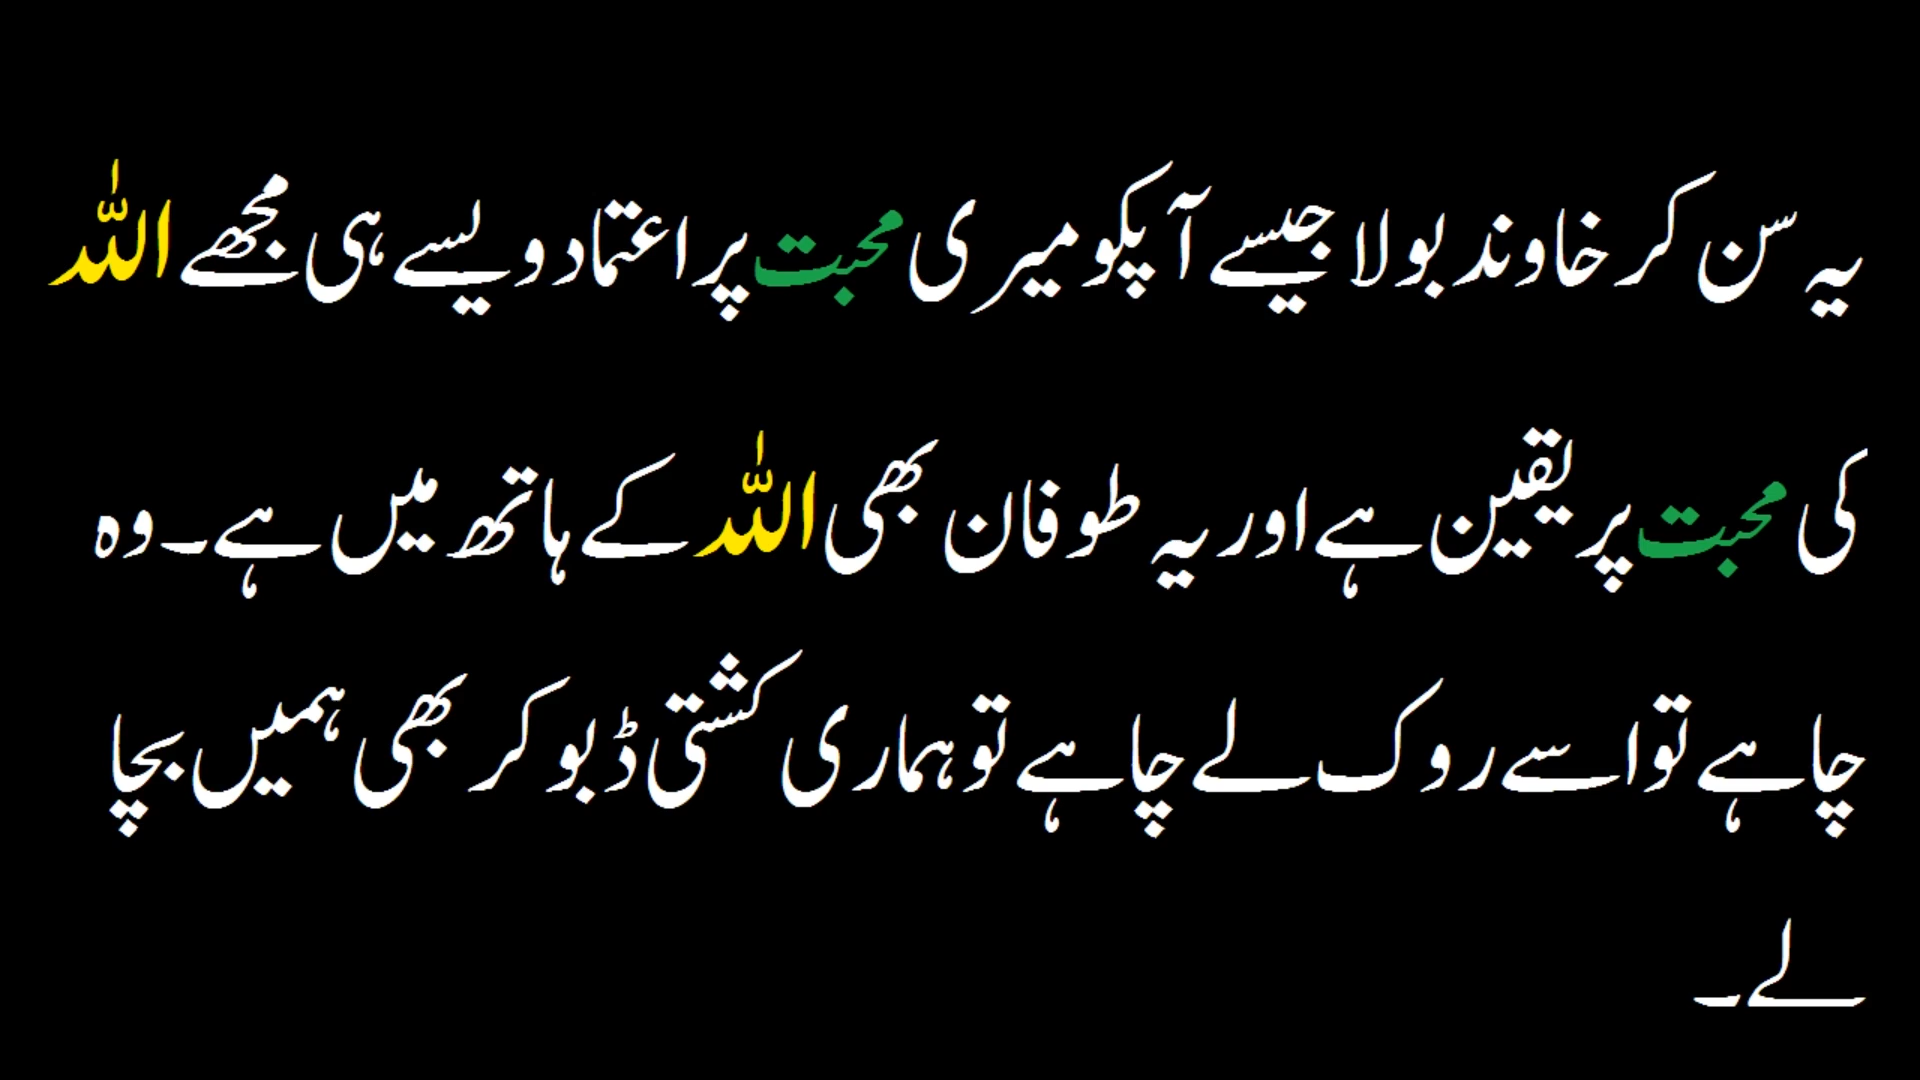 یہ سن کر خاوند بولا جیسے آپکو میری محبت پر اعتماد ویسے ہی مجھے اللہ
کی محبت پر یقین ہے اور یہ طوفان بھی اللہ کے ہاتھ میں ہے۔ وہ
چاہے تو اسے روک لے چاہے تو ہماری کشتی ڈبو کر بھی ہمیں بچا
لے۔